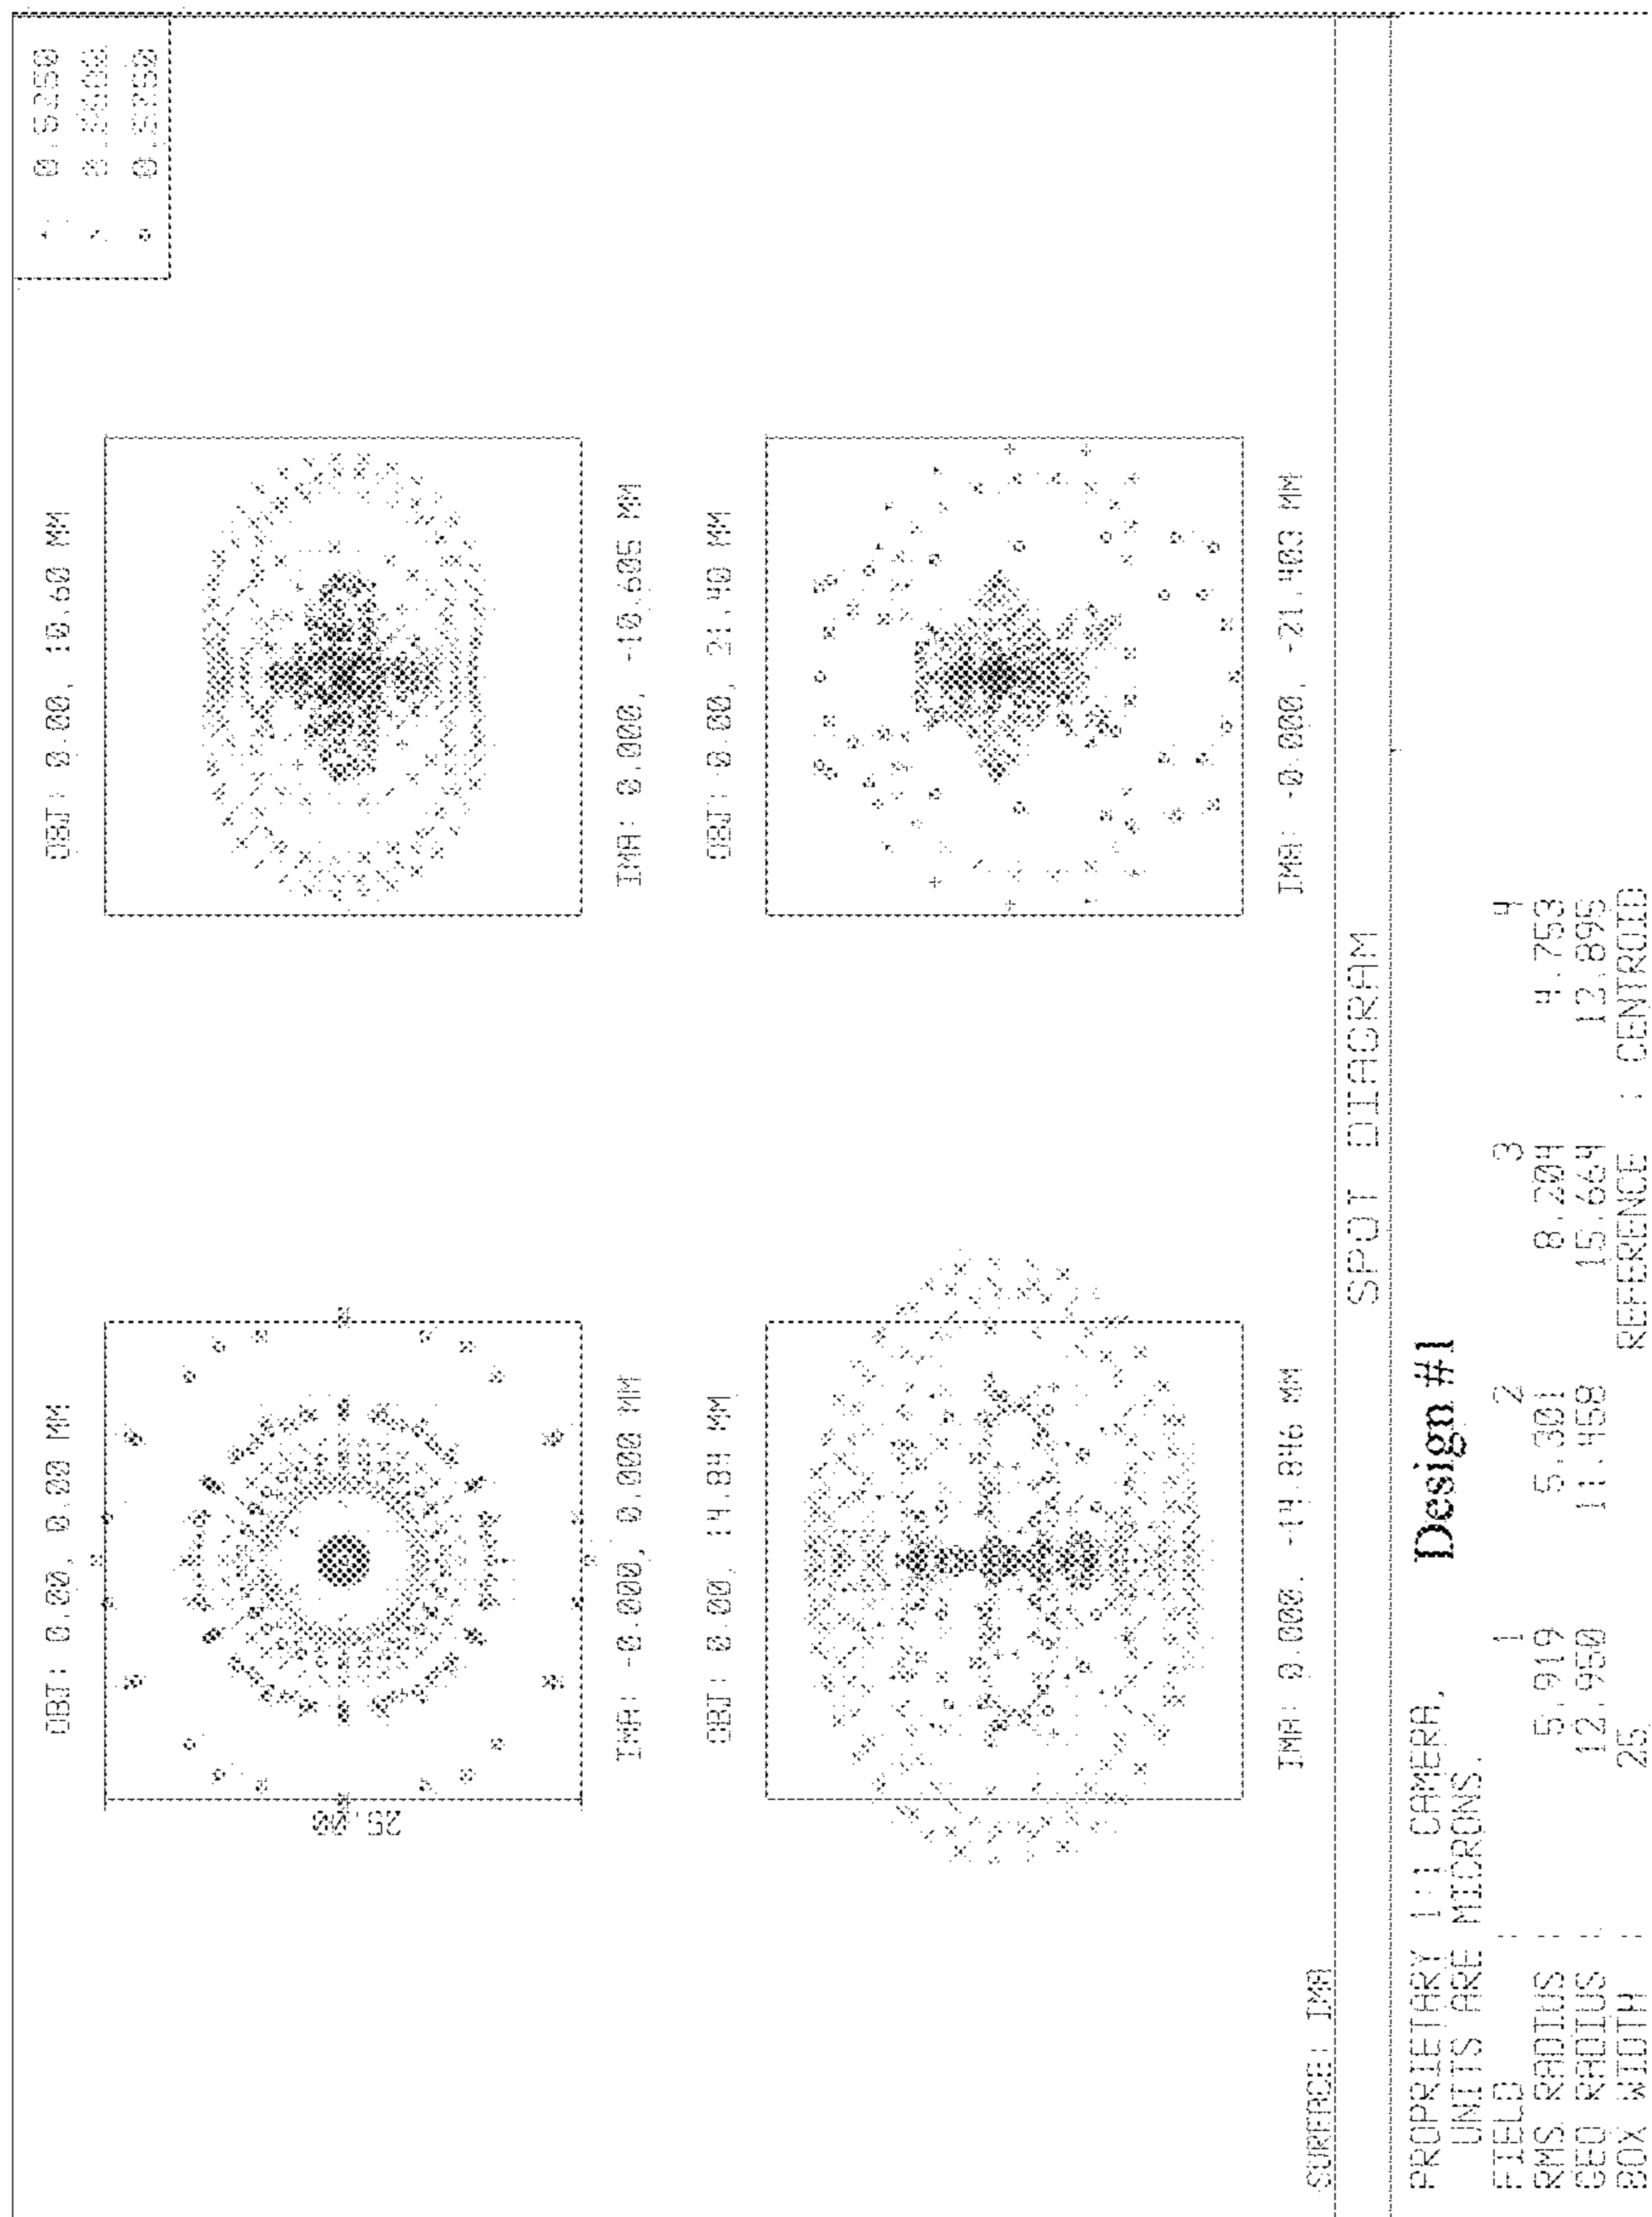 OBJ: 0.00, 0.00 MM
OBJ: 0.00, 10.60 MM
0.5250
0.5750
25.00
IMA: -0.000, 0.000 MM
IMA: 0.000, -10.605 MM
OBJ: 0.00, 14.84 MM
OBJ: 0.00, 21.40 MM
IMA: 0.000, -14.846 MM
IMA: -0.000, -21.403 MM
SURFACE: IMA
SPOT DIAGRAM
PROPRIETARY 1:1 CAMERA. Design #1
UNITS ARE MICRONS.
FIELD : 1 2 3 4
RMS RADIUS : 5.919 5.301 8.204 4.753
GEO RADIUS : 12.950 11.458 15.664 12.895
BOX WIDTH : 25. REFERENCE : CENTROID